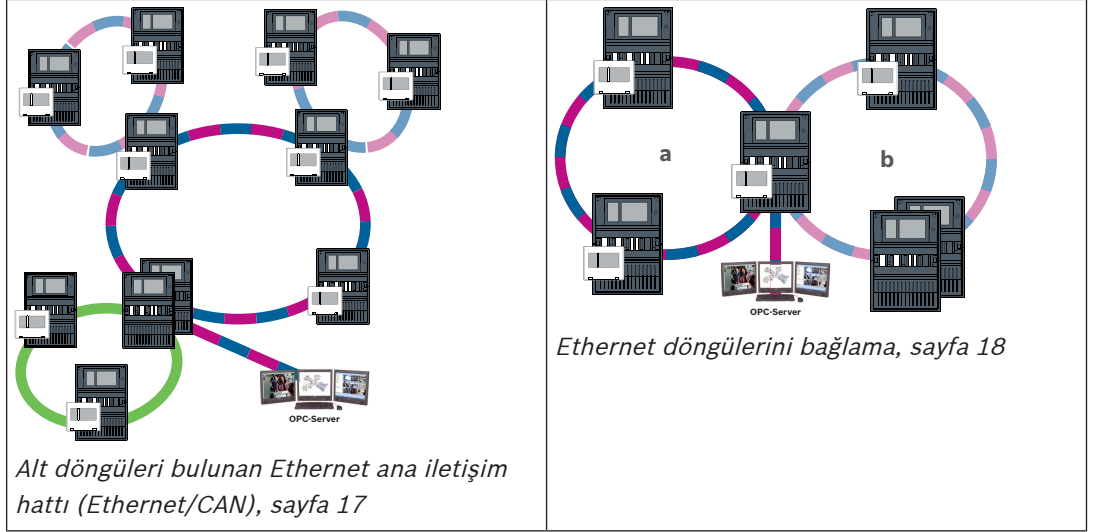 OPC-Server
Alt döngüleri bulunan Ethernet ana iletişim
hattı (Ethernet/CAN), sayfa 17
a
b
OPC-Server
Ethernet döngülerini bağlama, sayfa 18